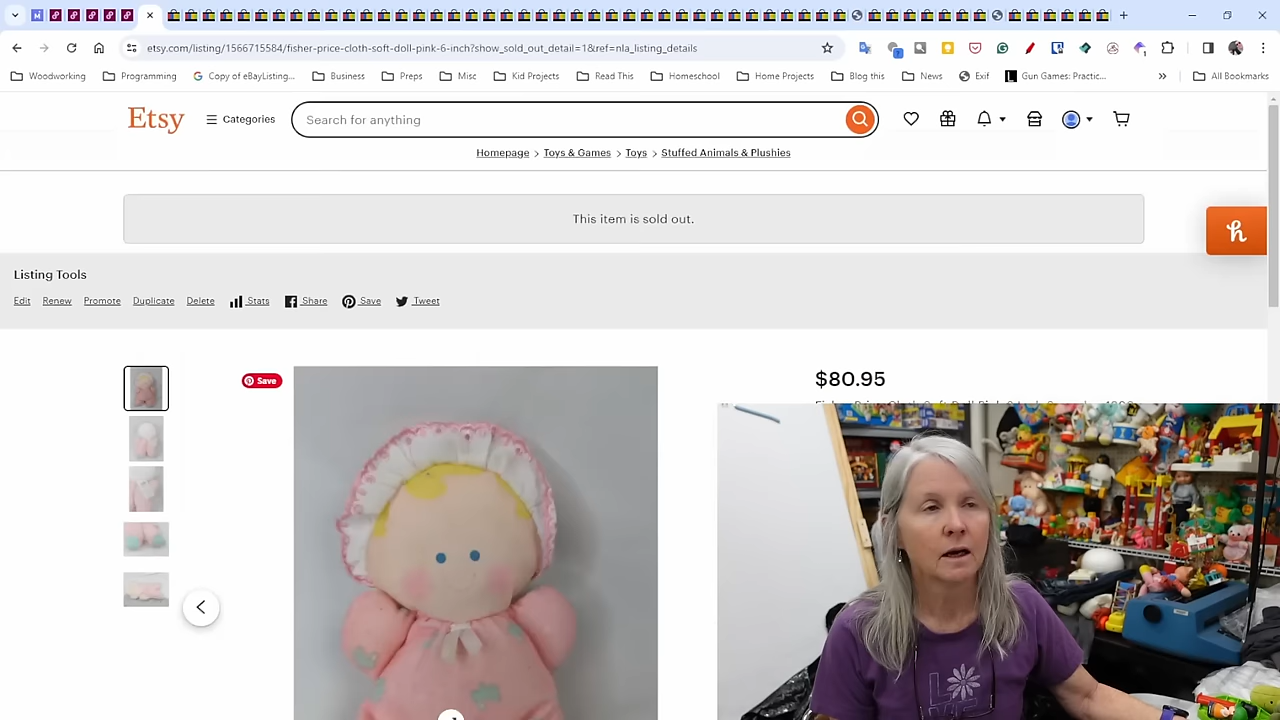 etsy.com/listing/1566715584/fisher-price-cloth-soft-doll-pink-6-inch?show_sold_out_detail=1&ref=nla_listing_details
Woodworking
Programming
Copy of eBayListing...
Business
Preps
Misc
Kid Projects
Read This
Homeschool
Home Projects
Blog this
News
Exif
Gun Games: Practic...
»
All Bookmarks
Etsy
Categories
Search for anything
Homepage > Toys & Games > Toys > Stuffed Animals & Plushies
This item is sold out.
h
Listing Tools
Edit Renew Promote Duplicate Delete Stats Share Save Tweet
Save
$80.95